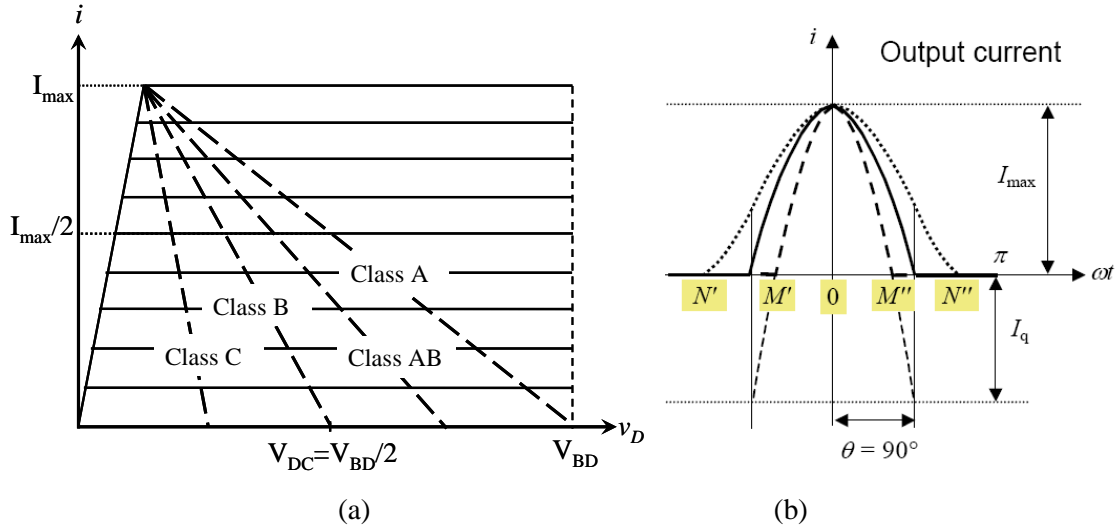 i
I_max
I_max/2
Class A
Class B
Class C
Class AB
V_DC=V_BD/2
V_BD
v_D
(a)
i
Output current
I_max
π
ωt
N′
M′
0
M″
N″
I_q
θ = 90°
(b)